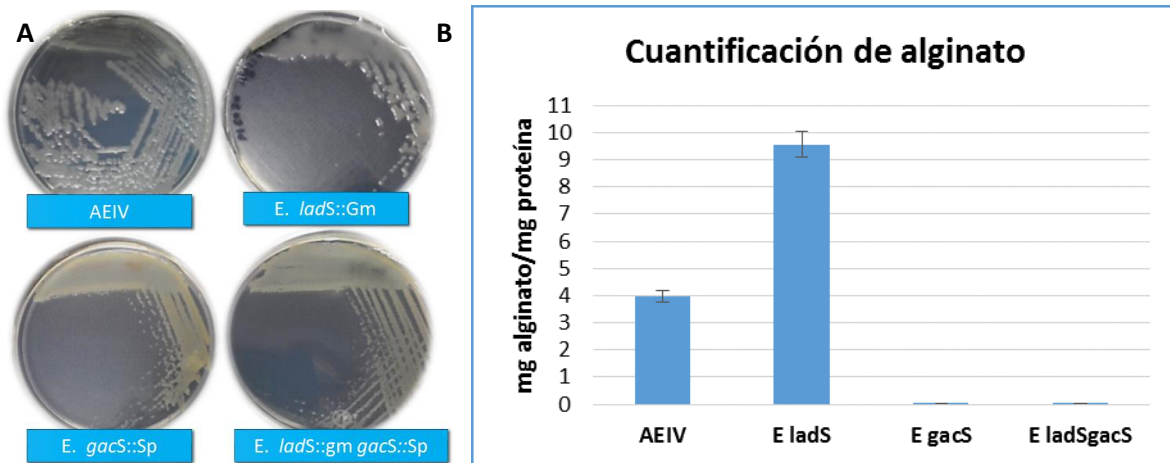 A
AEIV
E. ladS::Gm
E. gacS::Sp
E. ladS::gm gacS::Sp
B
Cuantificación de alginato
mg alginato/mg proteína
11
10
9
8
7
6
5
4
3
2
1
0
AEIV
E ladS
E gacS
E ladSgacS